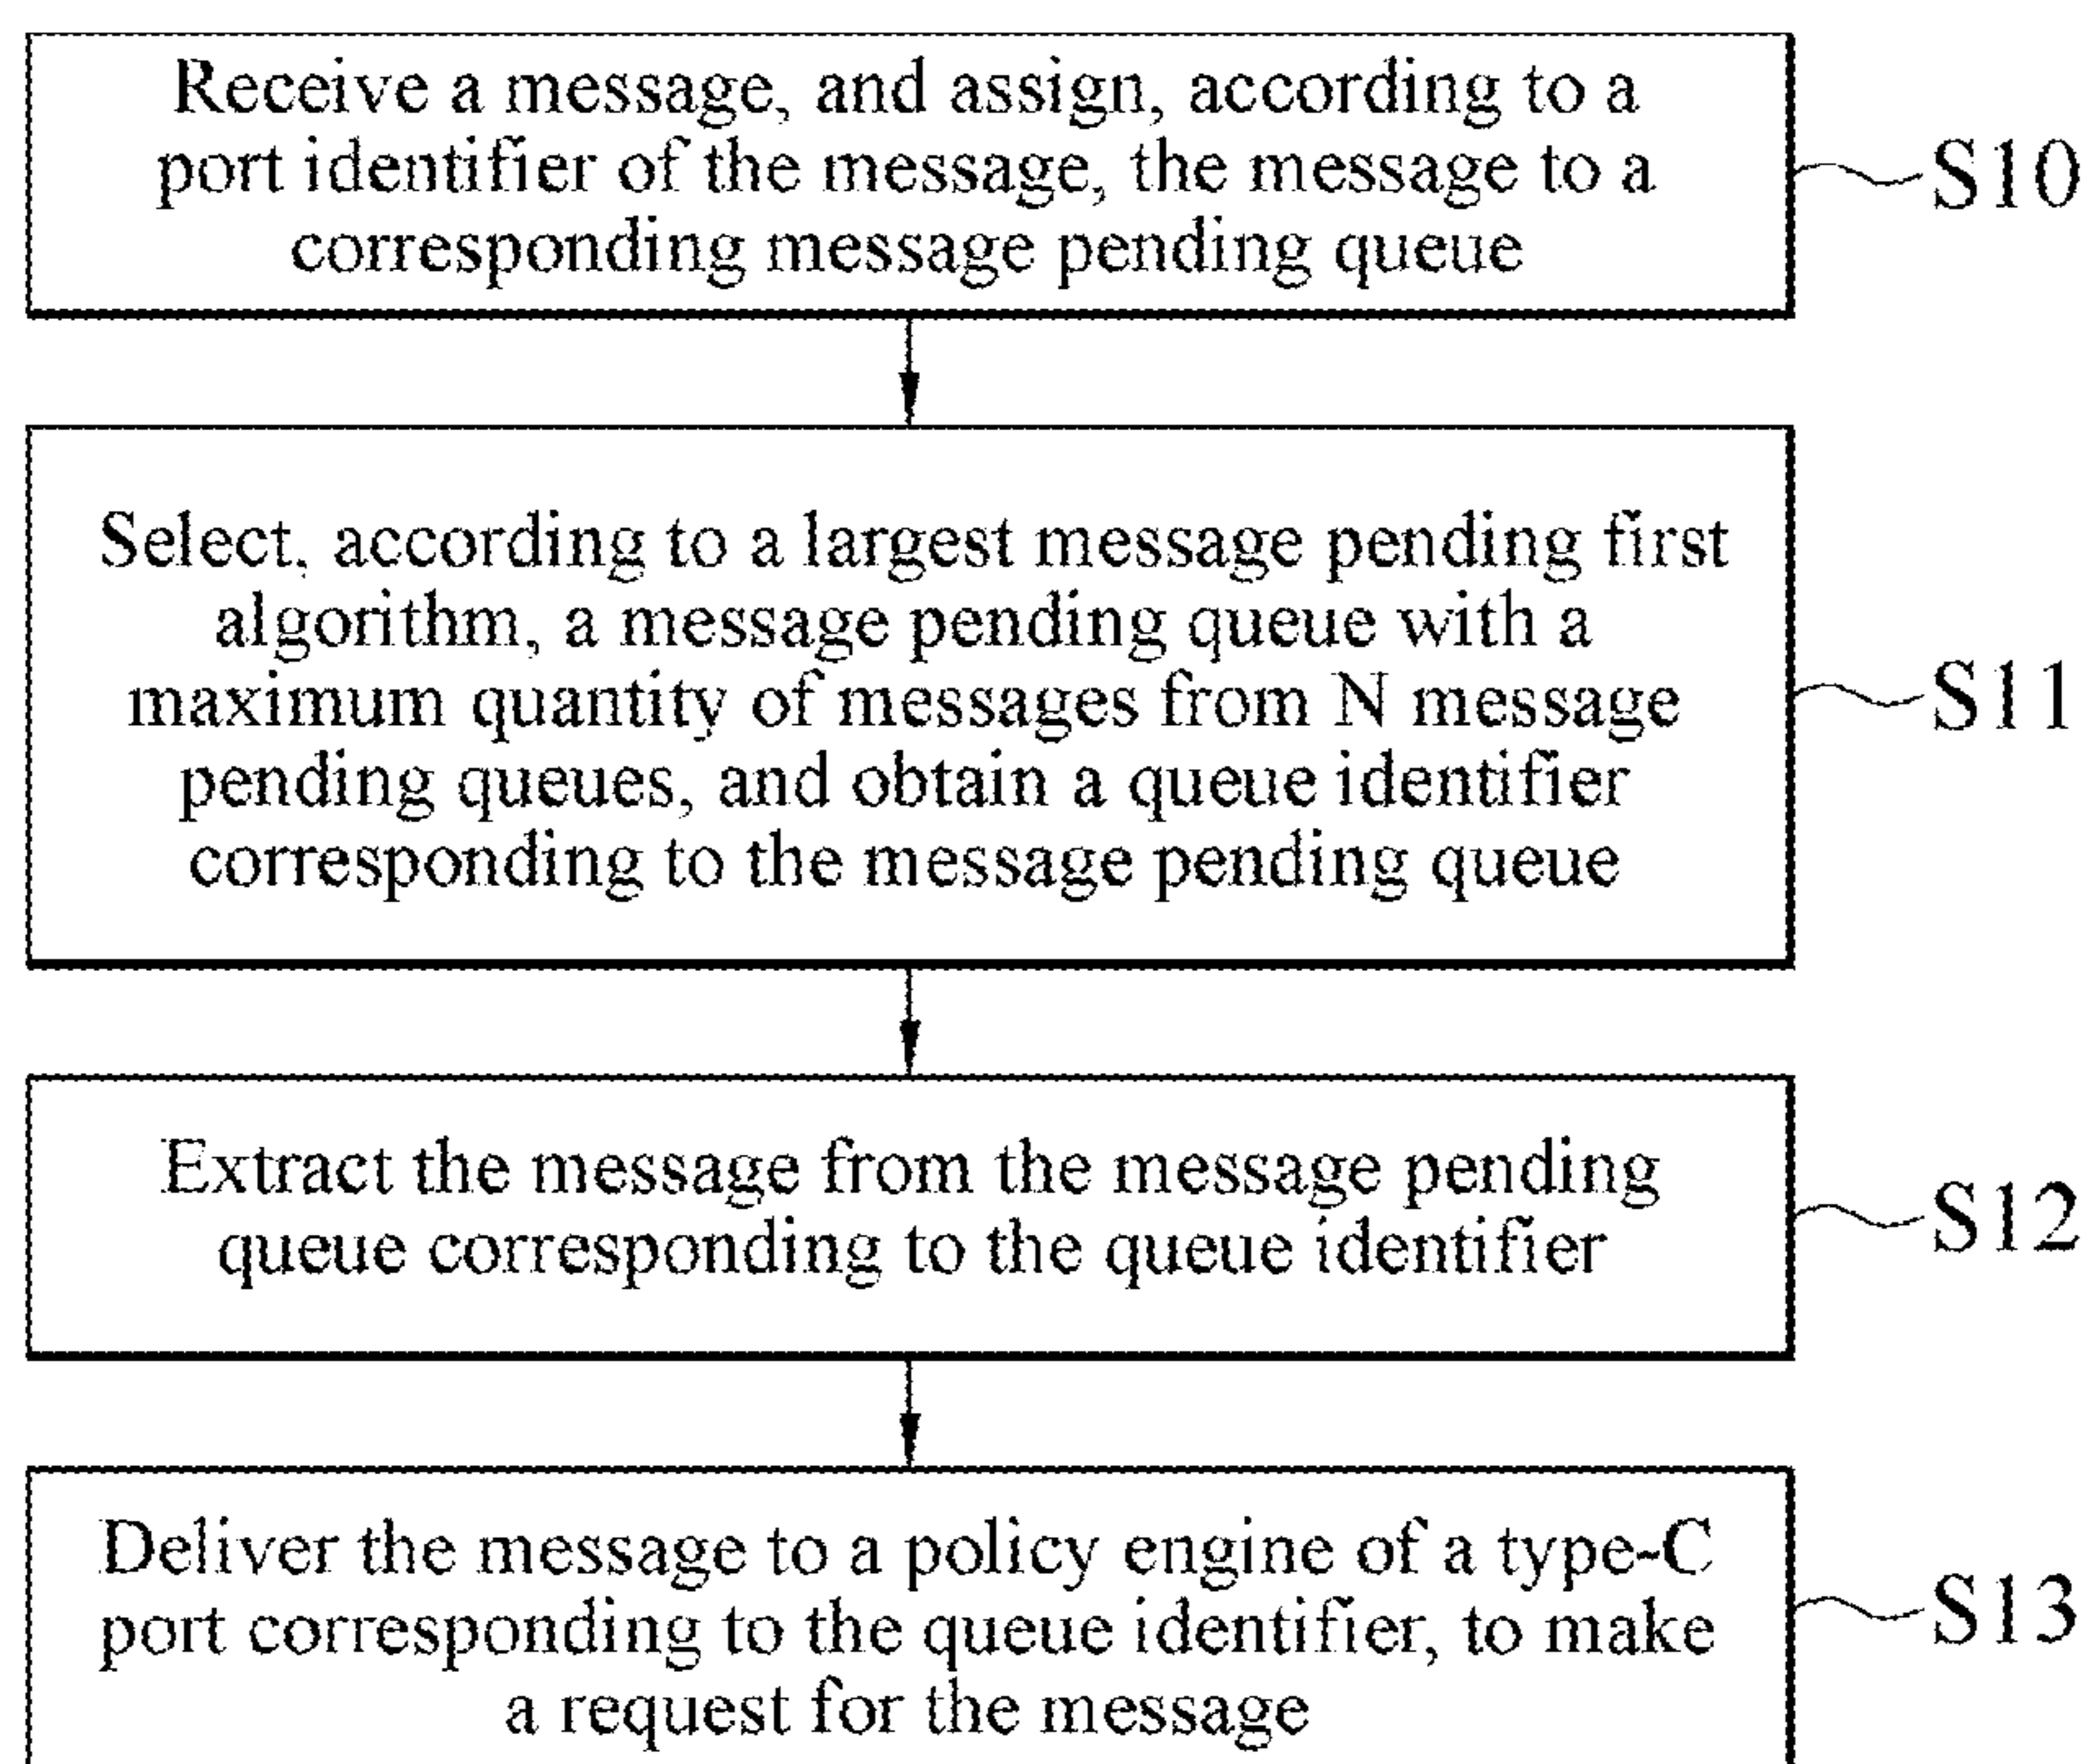 Receive a message, and assign, according to a
port identifier of the message, the message to a
corresponding message pending queue
S10
Select, according to a largest message pending first
algorithm, a message pending queue with a
maximum quantity of messages from N message
pending queues, and obtain a queue identifier
corresponding to the message pending queue
S11
Extract the message from the message pending
queue corresponding to the queue identifier
S12
Deliver the message to a policy engine of a type-C
port corresponding to the queue identifier, to make
a request for the message
S13